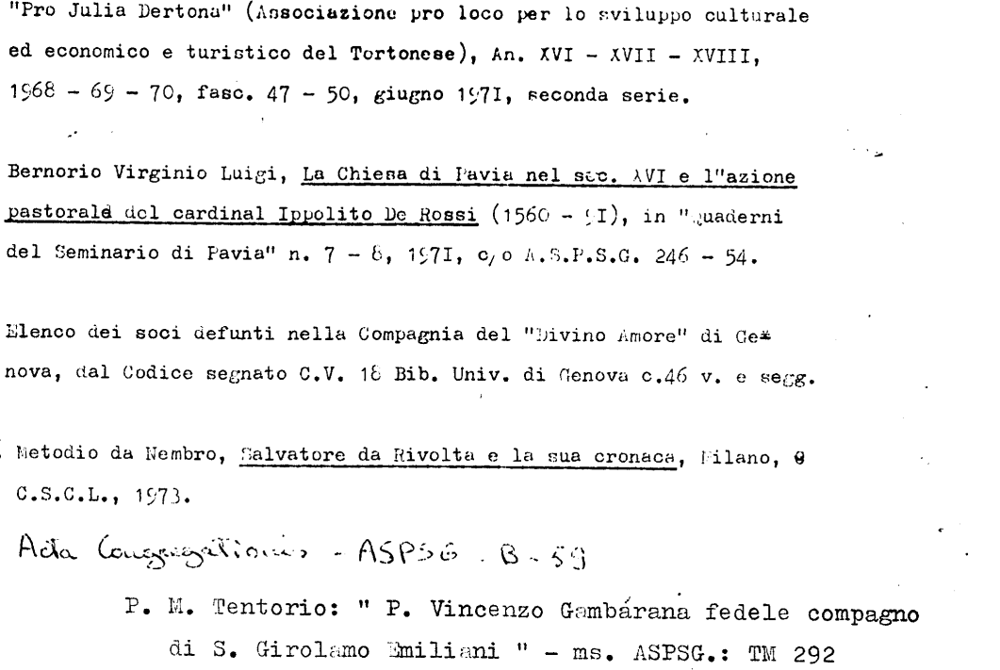 "Pro Julia Dertona" (Associazione pro loco per lo sviluppo culturale
ed economico e turistico del Tortonese), An. XVI - XVII - XVIII,
1968 - 69 - 70, fasc. 47 - 50, giugno 197I, seconda serie.
Bernorio Virginio Luigi, La Chiesa di Pavia nel sec. XVI e l"azione
pastorale del cardinal Ippolito De Rossi (1560 - 9I), in "Quaderni
del Seminario di Pavia" n. 7 - 8, 197I, c/o A.S.P.S.G. 246 - 54.
Elenco dei soci defunti nella Compagnia del "Divino Amore" di Ge=
nova, dal Codice segnato C.V. 18 Bib. Univ. di Genova c.46 v. e segg.
Metodio da Nembro, Salvatore da Rivolta e la sua cronaca, Milano,
C.S.C.L., 1973.
Acta Congregationis - ASPSG . B - 59
P. M. Tentorio: " P. Vincenzo Gambárana fedele compagno
di S. Girolamo Emiliani " - ms. ASPSG.: TM 292